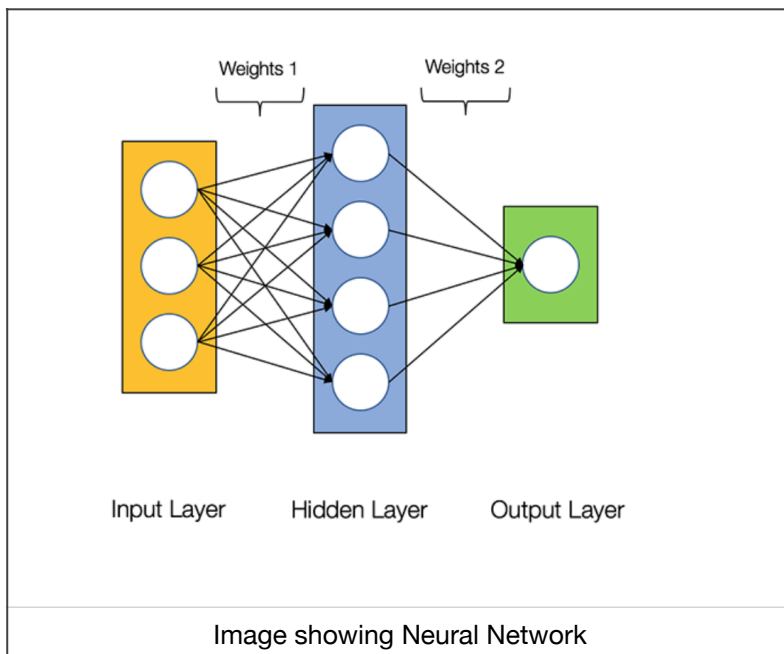 Weights 1 Weights 2
Input Layer Hidden Layer Output Layer
Image showing Neural Network